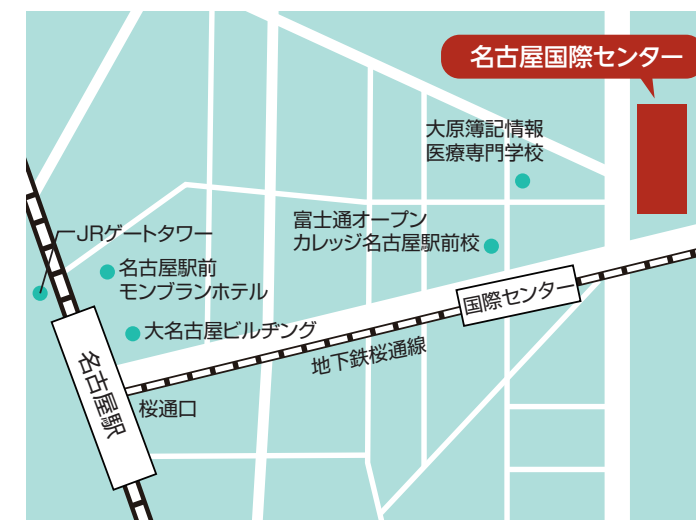 名古屋国際センター
大原簿記情報
医療専門学校
富士通オープン
カレッジ名古屋駅前校
JRゲートタワー
名古屋駅前
モンブランホテル
国際センター
大名古屋ビルヂング
地下鉄桜通線
名古屋駅
桜通口